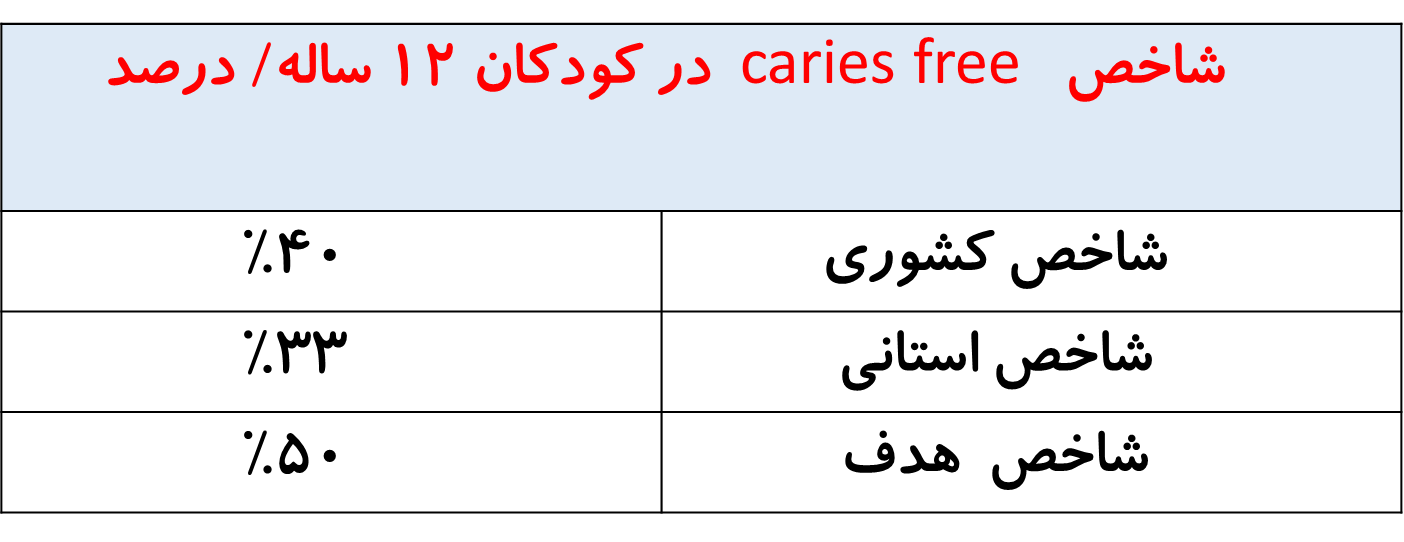 شاخص caries free در کودکان ۱۲ ساله/ درصد
شاخص کشوری ۴۰٪
شاخص استانی ۳۳٪
شاخص هدف ۵۰٪